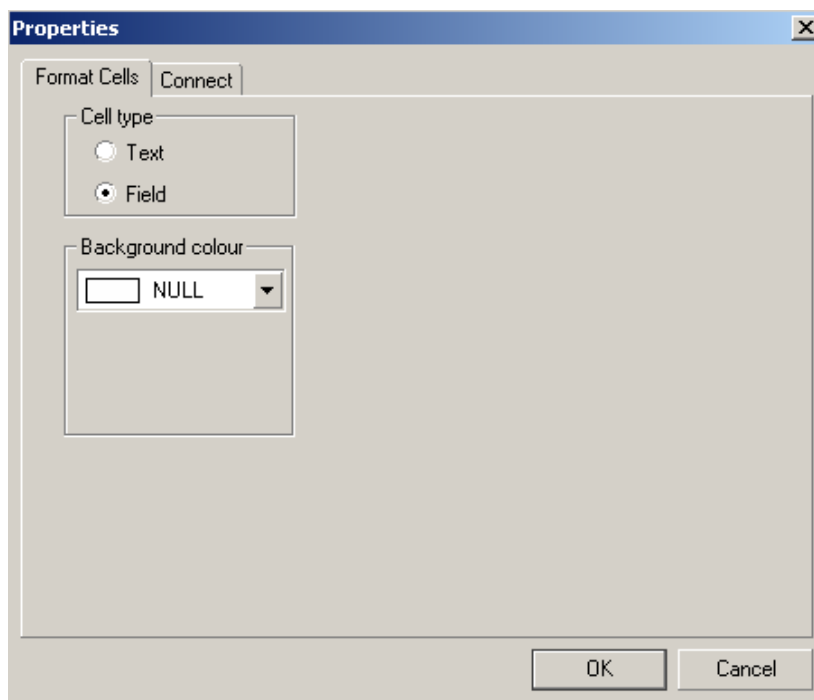 Properties
Format Cells Connect
Cell type
Text
Field
Background colour
NULL
OK Cancel